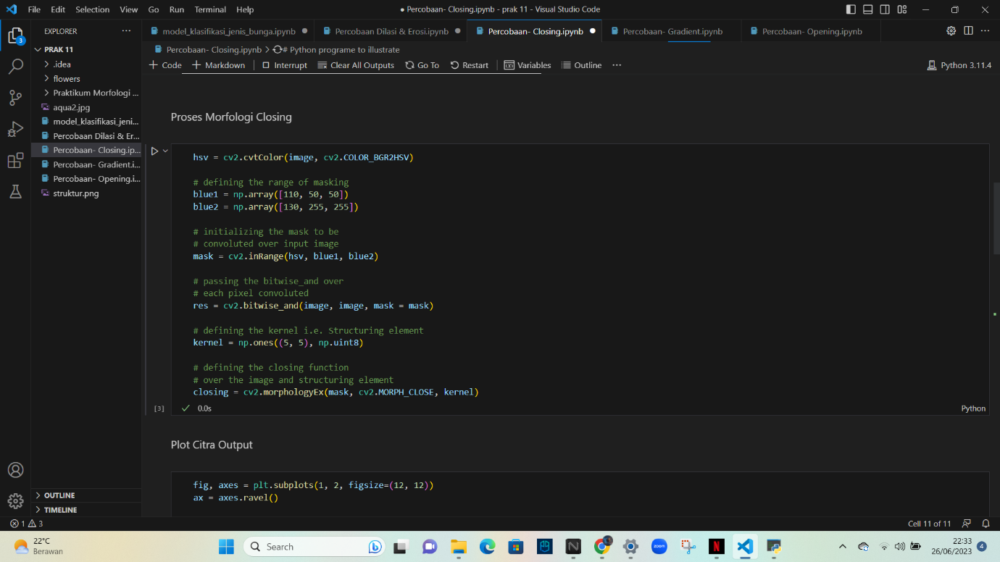 File Edit Selection View Go Run Terminal Help
● Percobaan- Closing.ipynb - prak 11 - Visual Studio Code
EXPLORER
model_klasifikasi_jenis_bunga.ipynb Percobaan Dilasi & Erosi.ipynb Percobaan- Closing.ipynb Percobaan- Gradient.ipynb Percobaan- Opening.ipynb
3
PRAK 11
Percobaan- Closing.ipynb > # Python programe to illustrate
.idea
Code Markdown Interrupt Clear All Outputs Go To Restart Variables Outline Python 3.11.4
flowers
Praktikum Morfologi ...
aqua2.jpg
model_klasifikasi_jeni...
Percobaan Dilasi & Er...
Percobaan- Closing.ip...
Percobaan- Gradient.i...
Percobaan- Opening.i...
struktur.png
Proses Morfologi Closing
hsv = cv2.cvtColor(image, cv2.COLOR_BGR2HSV)
# defining the range of masking
blue1 = np.array([110, 50, 50])
blue2 = np.array([130, 255, 255])
# initializing the mask to be
# convoluted over input image
mask = cv2.inRange(hsv, blue1, blue2)
# passing the bitwise_and over
# each pixel convoluted
res = cv2.bitwise_and(image, image, mask = mask)
# defining the kernel i.e. Structuring element
kernel = np.ones((5, 5), np.uint8)
# defining the closing function
# over the image and structuring element
closing = cv2.morphologyEx(mask, cv2.MORPH_CLOSE, kernel)
[3] 0.0s Python
Plot Citra Output
fig, axes = plt.subplots(1, 2, figsize=(12, 12))
ax = axes.ravel()
OUTLINE
TIMELINE
1 3 Cell 11 of 11
22°C
Berawan
Search
zoom
N
22:33
26/06/2023
4